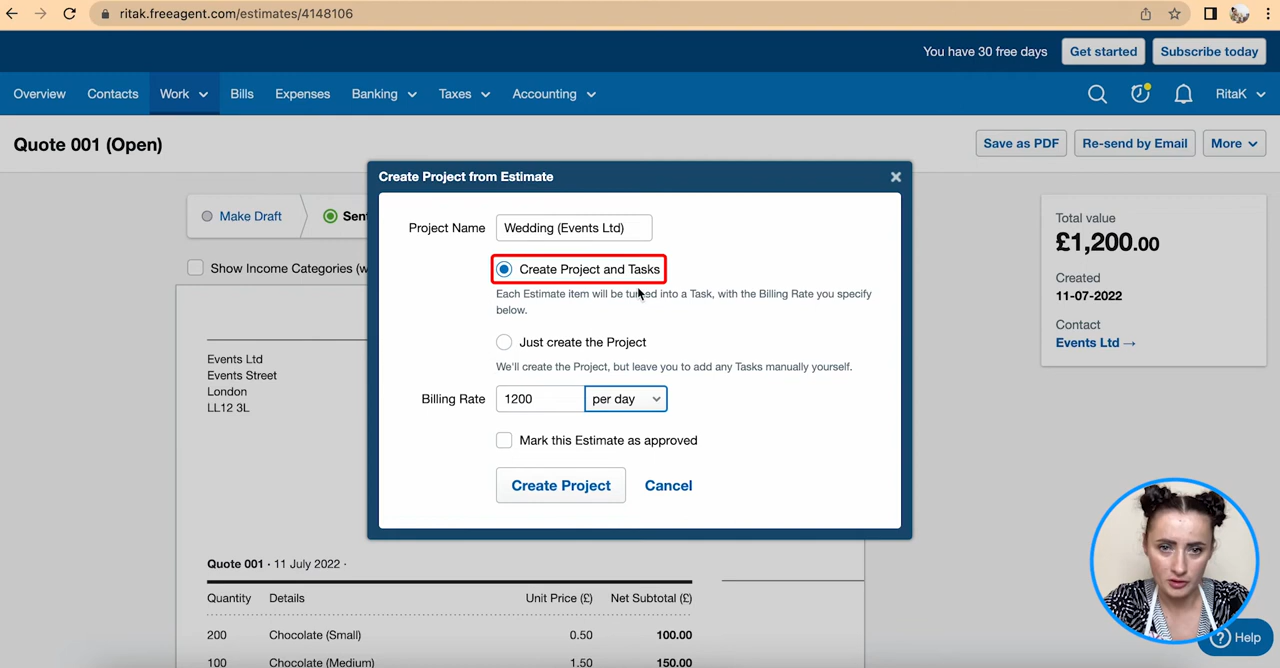 ritak.freeagent.com/estimates/4148106
You have 30 free days
Get started
Subscribe today
Overview
Contacts
Work
Bills
Expenses
Banking
Taxes
Accounting
RitaK
Quote 001 (Open)
Save as PDF
Re-send by Email
More
Create Project from Estimate
Make Draft
Sent
Show Income Categories (w
Project Name
Wedding (Events Ltd)
Create Project and Tasks
Each Estimate item will be turned into a Task, with the Billing Rate you specify
below.
Just create the Project
We'll create the Project, but leave you to add any Tasks manually yourself.
Billing Rate
1200
per day
Mark this Estimate as approved
Create Project
Cancel
Total value
£1,200.00
Created
11-07-2022
Contact
Events Ltd →
Events Ltd
Events Street
London
LL12 3L
Quote 001 · 11 July 2022 ·
Quantity Details Unit Price (£) Net Subtotal (£)
200 Chocolate (Small) 0.50 100.00
100 Chocolate (Medium) 1.50 150.00
Help